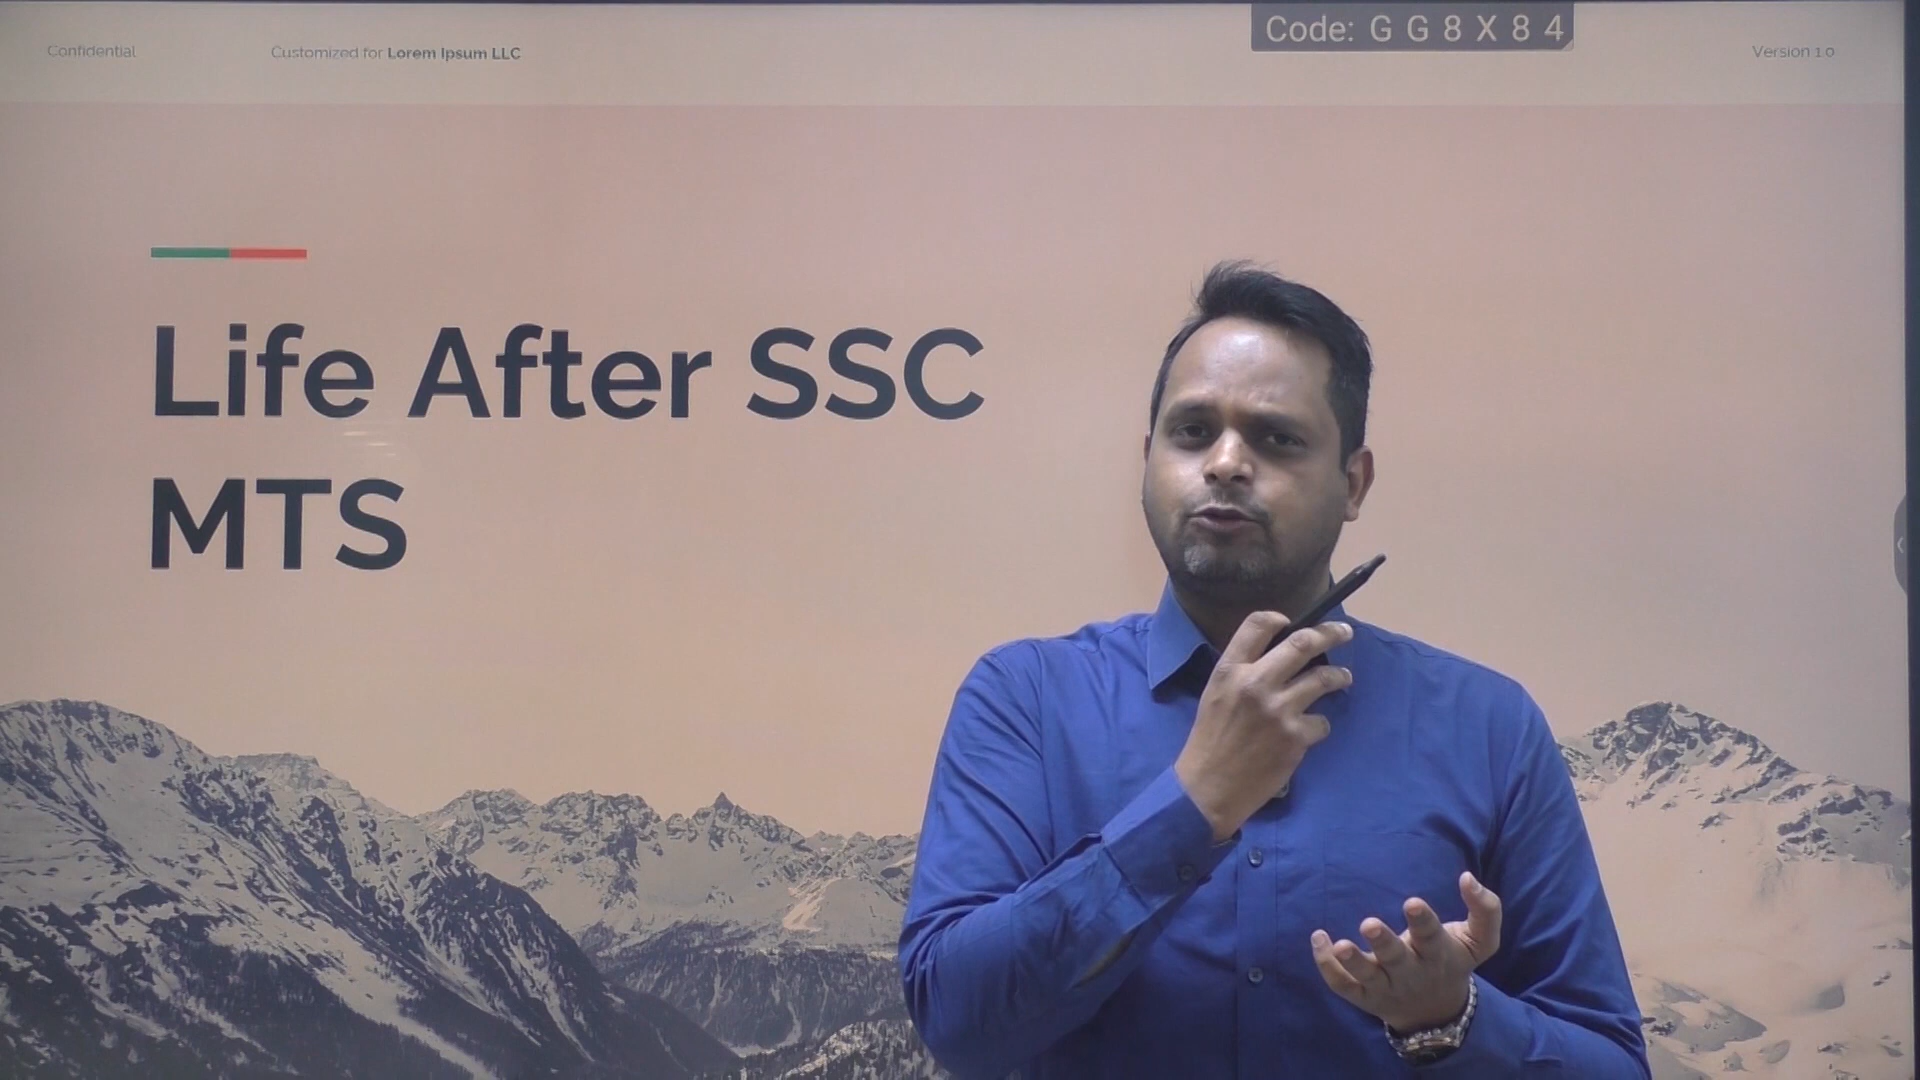 Confidential
Customized for Lorem Ipsum LLC
Code: G G 8 X 8 4
Version 1.0
Life After SSC
MTS